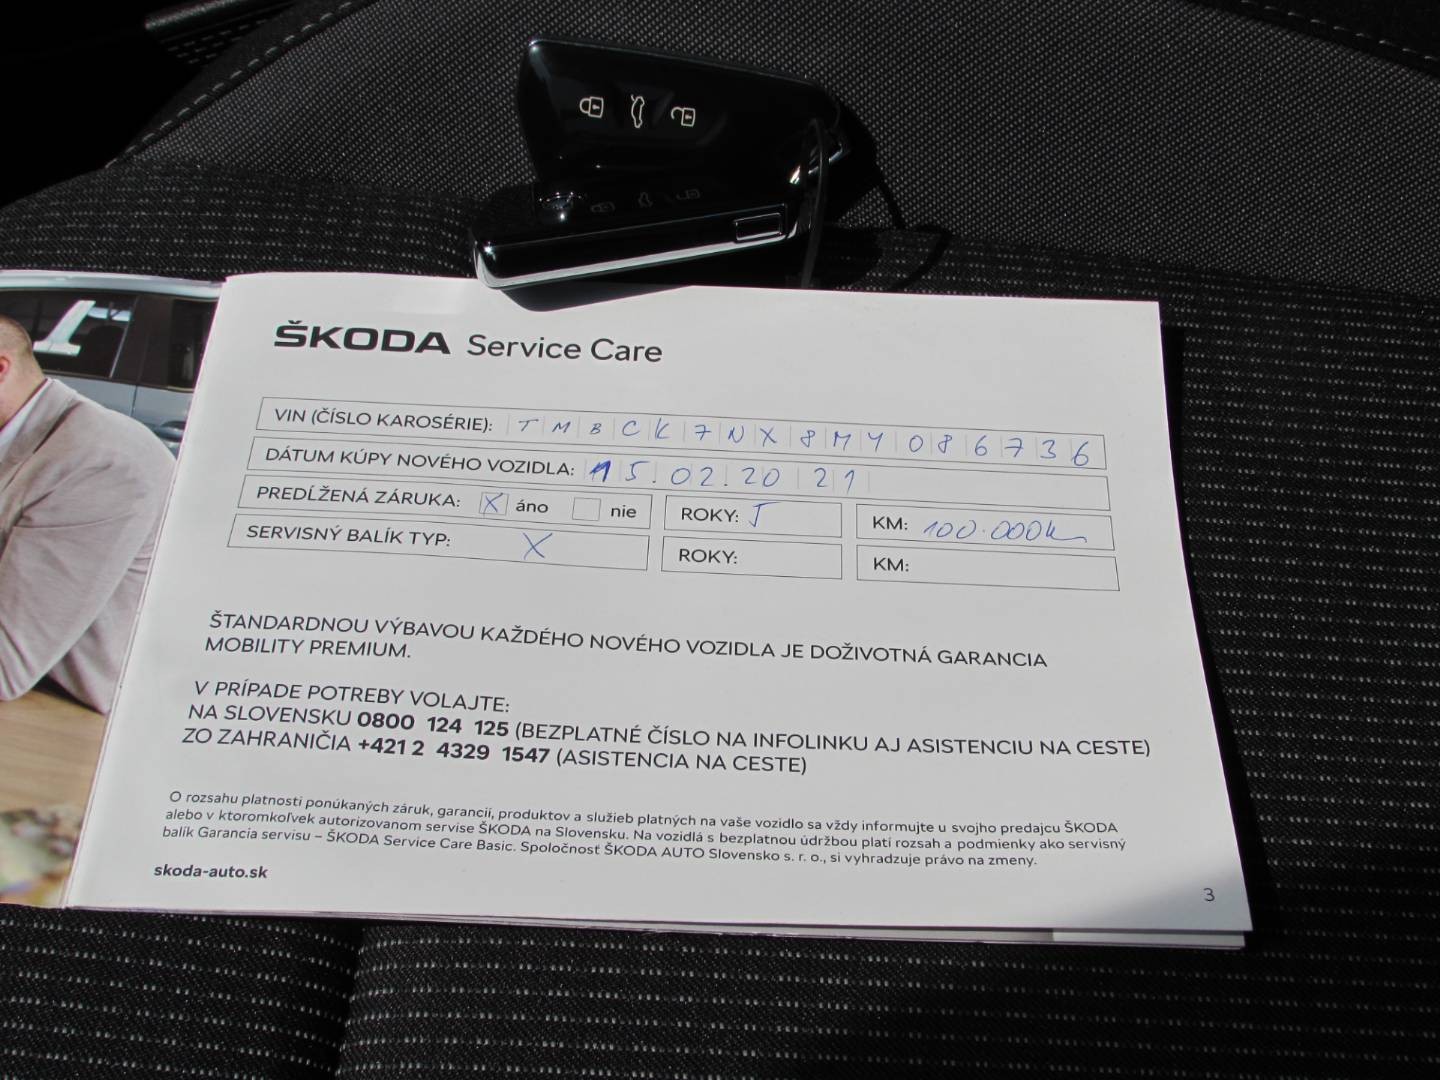 ŠKODA Service Care
VIN (ČÍSLO KAROSÉRIE): TMBCK7NX8MY086736
DÁTUM KÚPY NOVÉHO VOZIDLA: 15.02.2021
PREDĹŽENÁ ZÁRUKA: X áno nie ROKY: 5 KM: 100.000k
SERVISNÝ BALÍK TYP: X ROKY: KM:
ŠTANDARDNOU VÝBAVOU KAŽDÉHO NOVÉHO VOZIDLA JE DOŽIVOTNÁ GARANCIA
MOBILITY PREMIUM.
V PRÍPADE POTREBY VOLAJTE:
NA SLOVENSKU 0800 124 125 (BEZPLATNÉ ČÍSLO NA INFOLINKU AJ ASISTENCIU NA CESTE)
ZO ZAHRANIČIA +421 2 4329 1547 (ASISTENCIA NA CESTE)
O rozsahu platnosti ponúkaných záruk, garancií, produktov a služieb platných na vaše vozidlo sa vždy informujte u svojho predajcu ŠKODA
alebo v ktoromkoľvek autorizovanom servise ŠKODA na Slovensku. Na vozidlá s bezplatnou údržbou platí rozsah a podmienky ako servisný
balík Garancia servisu – ŠKODA Service Care Basic. Spoločnosť ŠKODA AUTO Slovensko s. r. o., si vyhradzuje právo na zmeny.
skoda-auto.sk
3